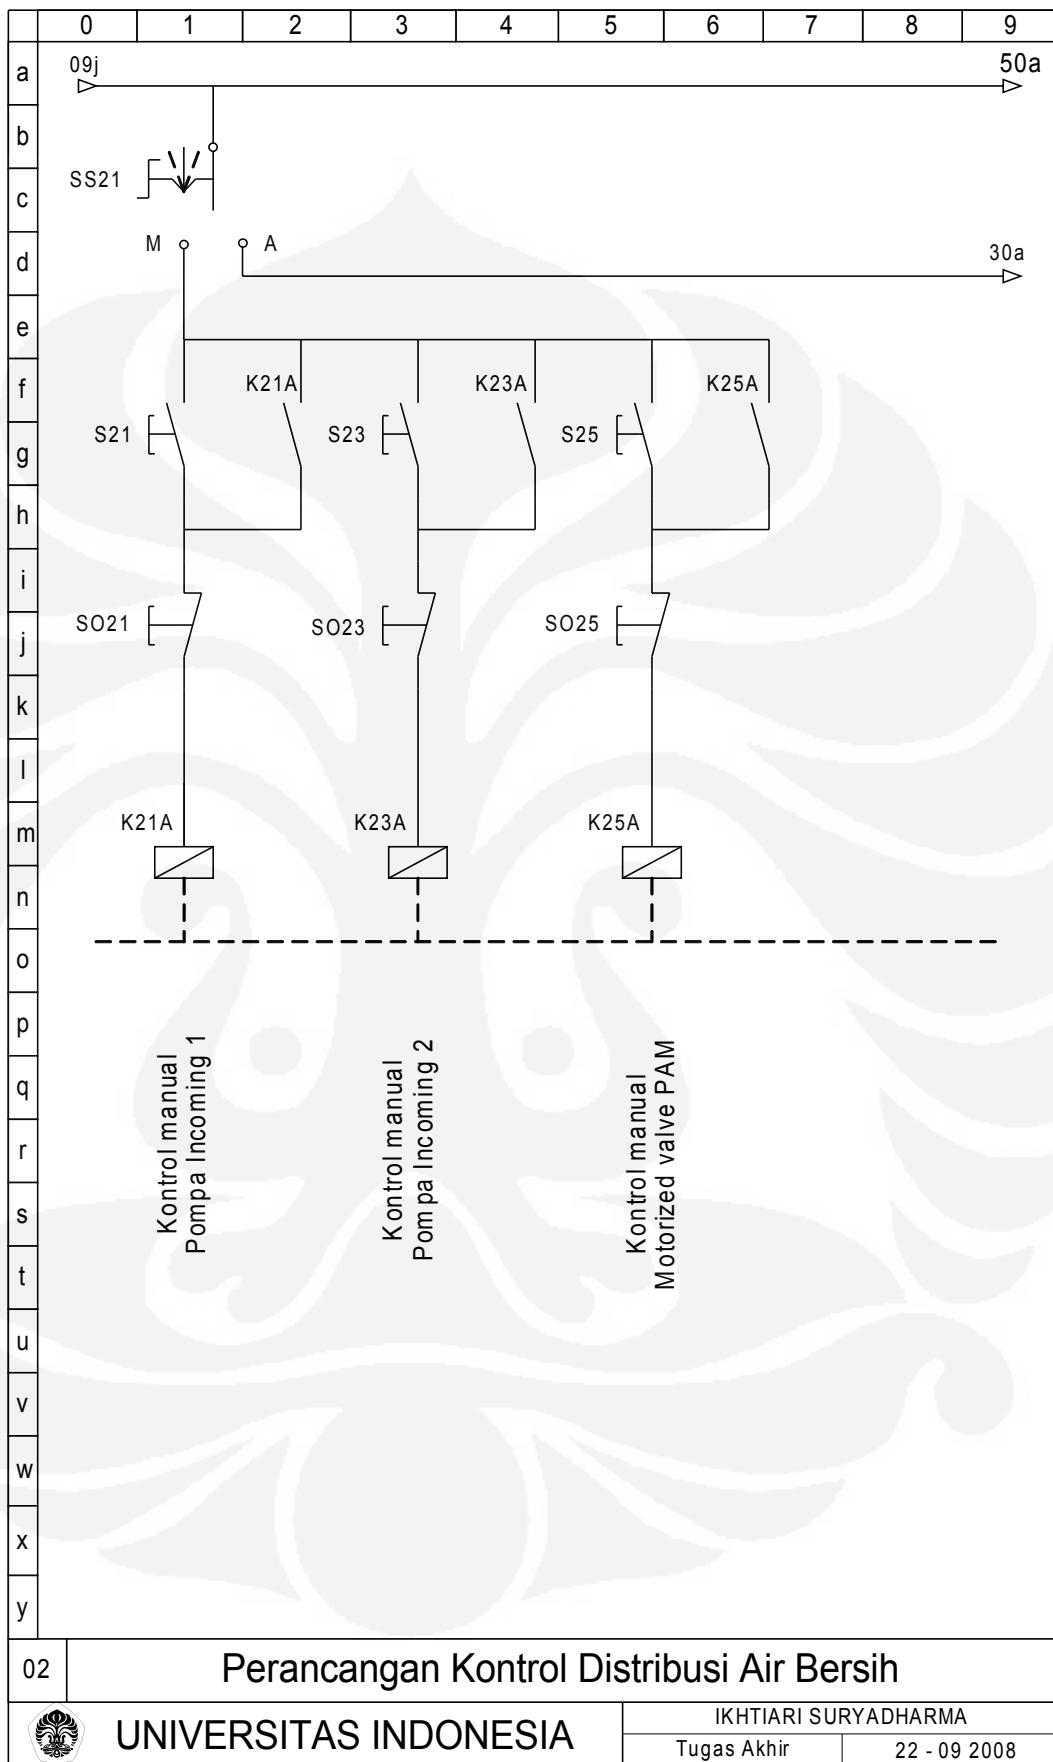 0 1 2 3 4 5 6 7 8 9
a
09j
50a
b
SS21
c
M
A
d
30a
e
f
K21A
K23A
K25A
S21
S23
S25
g
h
i
SO21
SO23
SO25
j
k
l
K21A
K23A
K25A
m
n
o
p
q
r
s
t
u
v
w
x
y
Kontrol manual
Pompa Incoming 1
Kontrol manual
Pompa Incoming 2
Kontrol manual
Motorized valve PAM
02
Perancangan Kontrol Distribusi Air Bersih
UNIVERSITAS INDONESIA
IKHTIARI SURYADHARMA
Tugas Akhir
22 - 09 2008